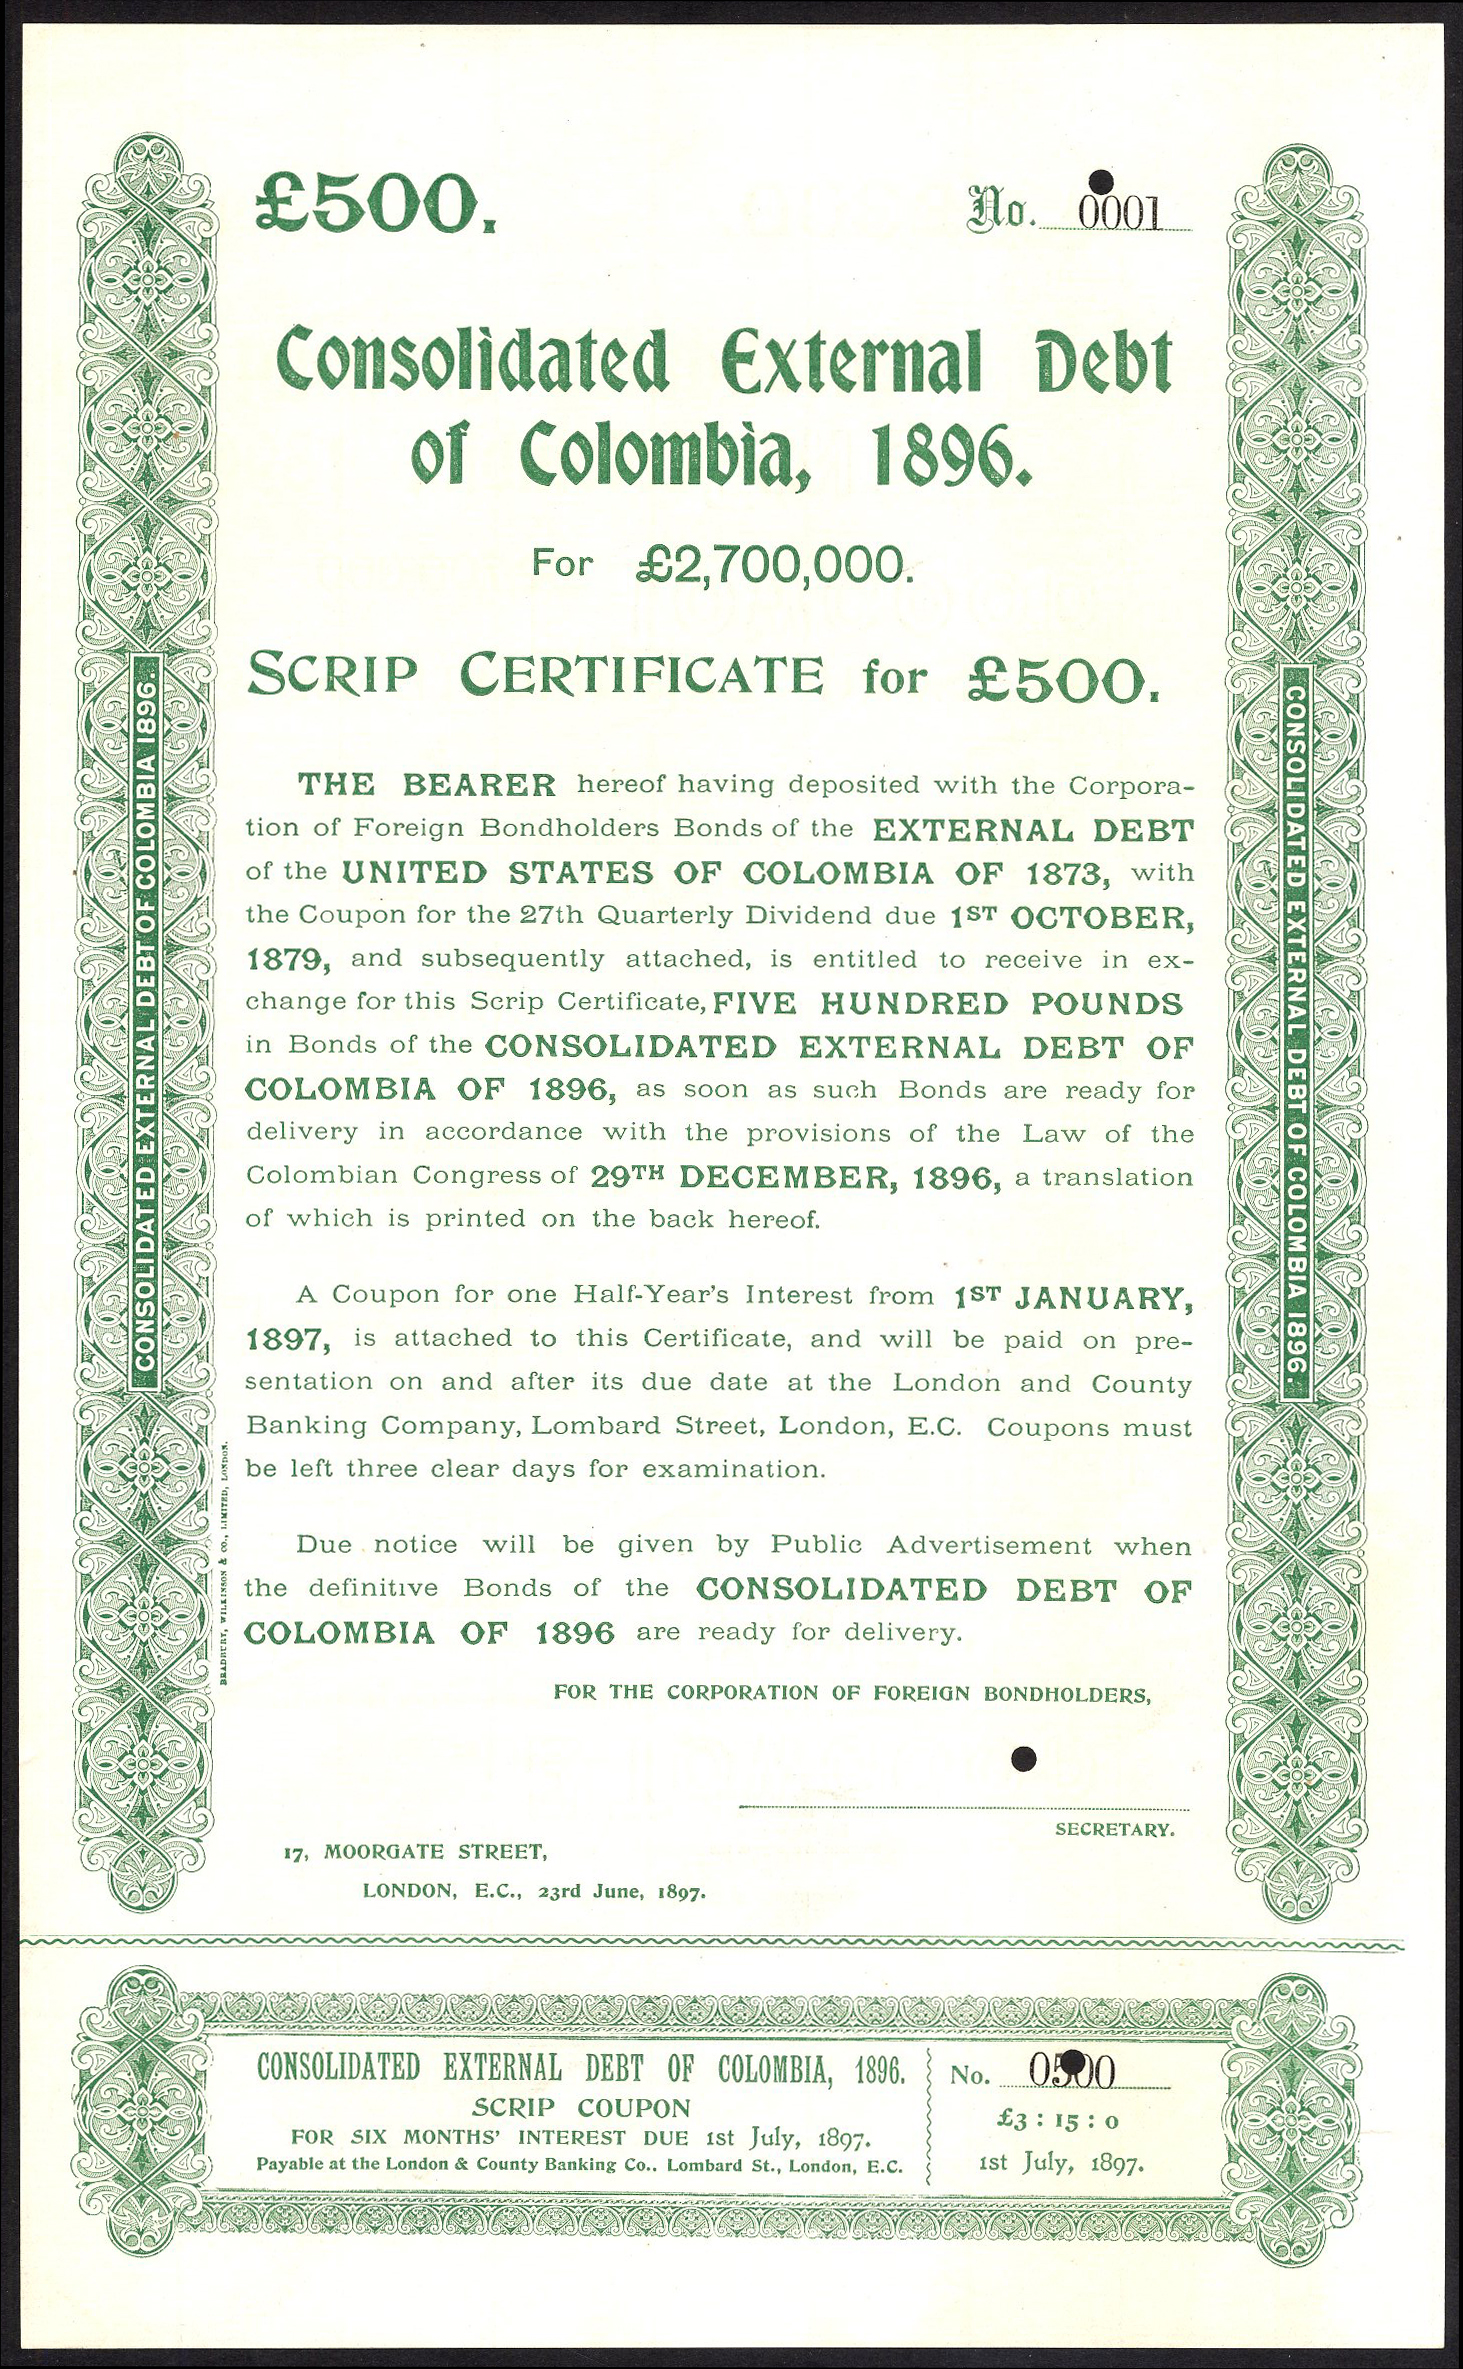 £500.
No. 0001
Consolidated External Debt
of Colombia, 1896.
For £2,700,000.
SCRIP CERTIFICATE for £500.
THE BEARER hereof having deposited with the Corpora-
tion of Foreign Bondholders Bonds of the EXTERNAL DEBT
of the UNITED STATES OF COLOMBIA OF 1873, with
the Coupon for the 27th Quarterly Dividend due 1ST OCTOBER,
1879, and subsequently attached, is entitled to receive in ex-
change for this Scrip Certificate, FIVE HUNDRED POUNDS
in Bonds of the CONSOLIDATED EXTERNAL DEBT OF
COLOMBIA OF 1896, as soon as such Bonds are ready for
delivery in accordance with the provisions of the Law of the
Colombian Congress of 29TH DECEMBER, 1896, a translation
of which is printed on the back hereof.
A Coupon for one Half-Year's Interest from 1ST JANUARY,
1897, is attached to this Certificate, and will be paid on pre-
sentation on and after its due date at the London and County
Banking Company, Lombard Street, London, E.C. Coupons must
be left three clear days for examination.
Due notice will be given by Public Advertisement when
the definitive Bonds of the CONSOLIDATED DEBT OF
COLOMBIA OF 1896 are ready for delivery.
FOR THE CORPORATION OF FOREIGN BONDHOLDERS,
SECRETARY.
17, MOORGATE STREET,
LONDON, E.C., 23rd June, 1897.
CONSOLIDATED EXTERNAL DEBT OF COLOMBIA 1896.
CONSOLIDATED EXTERNAL DEBT OF COLOMBIA 1896.
BRADBURY, WILKINSON & CO., LIMITED, LONDON.
CONSOLIDATED EXTERNAL DEBT OF COLOMBIA, 1896.
SCRIP COUPON
FOR SIX MONTHS' INTEREST DUE 1st July, 1897.
Payable at the London & County Banking Co., Lombard St., London, E.C.
No. 0500
£3 : 15 : 0
1st July, 1897.